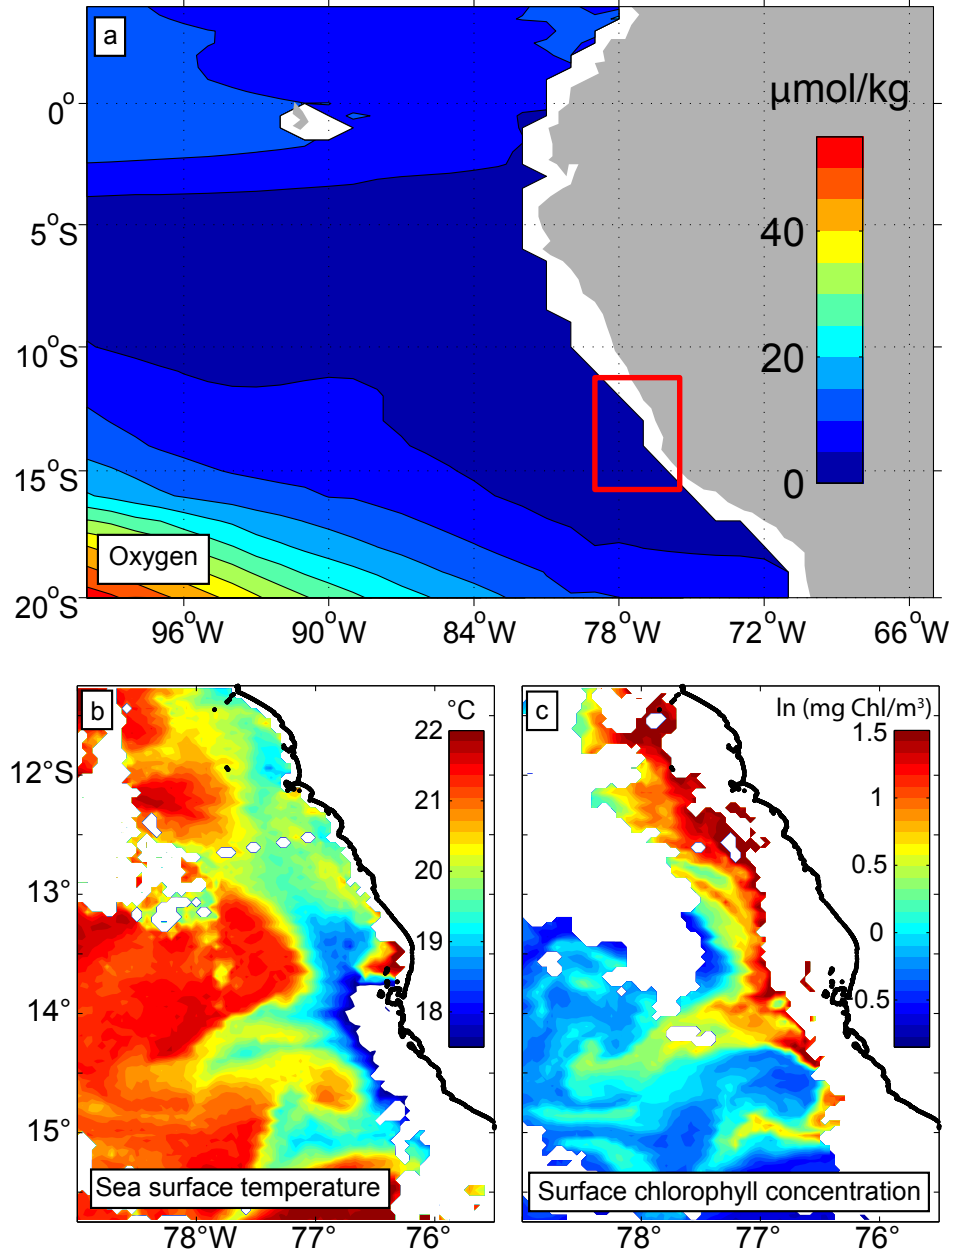 a
μmol/kg
0°
5°S
10°S
15°S
20°S
40
20
0
Oxygen
96°W 90°W 84°W 78°W 72°W 66°W
b
°C
22
21
20
19
18
12°S
13°
14°
15°
Sea surface temperature
78°W 77° 76°
c
ln (mg Chl/m³)
1.5
1
0.5
0
-0.5
Surface chlorophyll concentration
78° 77° 76°